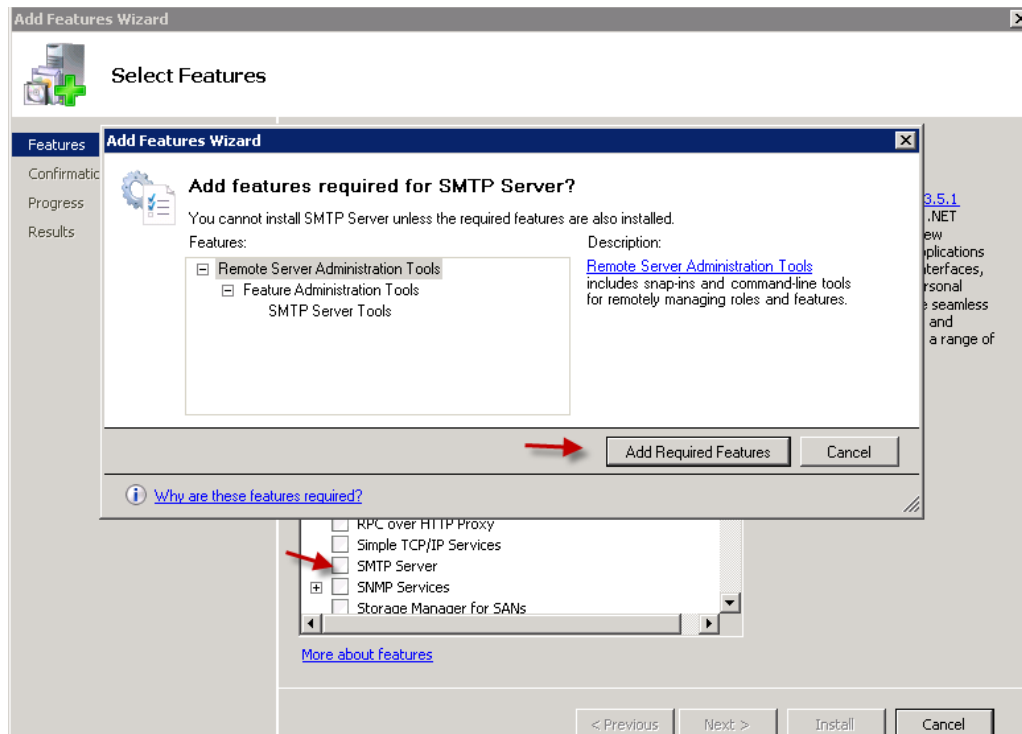 Add Features Wizard
Select Features
Features
Confirmatic
Progress
Results
Add Features Wizard
Add features required for SMTP Server?
You cannot install SMTP Server unless the required features are also installed.
Features:
Remote Server Administration Tools
Feature Administration Tools
SMTP Server Tools
Description:
Remote Server Administration Tools
includes snap-ins and command-line tools
for remotely managing roles and features.
Add Required Features
Cancel
Why are these features required?
3.5.1
.NET
ew
plications
terfaces,
rsonal
e seamless
and
a range of
RPC over HTTP Proxy
Simple TCP/IP Services
SMTP Server
SNMP Services
Storage Manager for SANs
More about features
< Previous
Next >
Install
Cancel